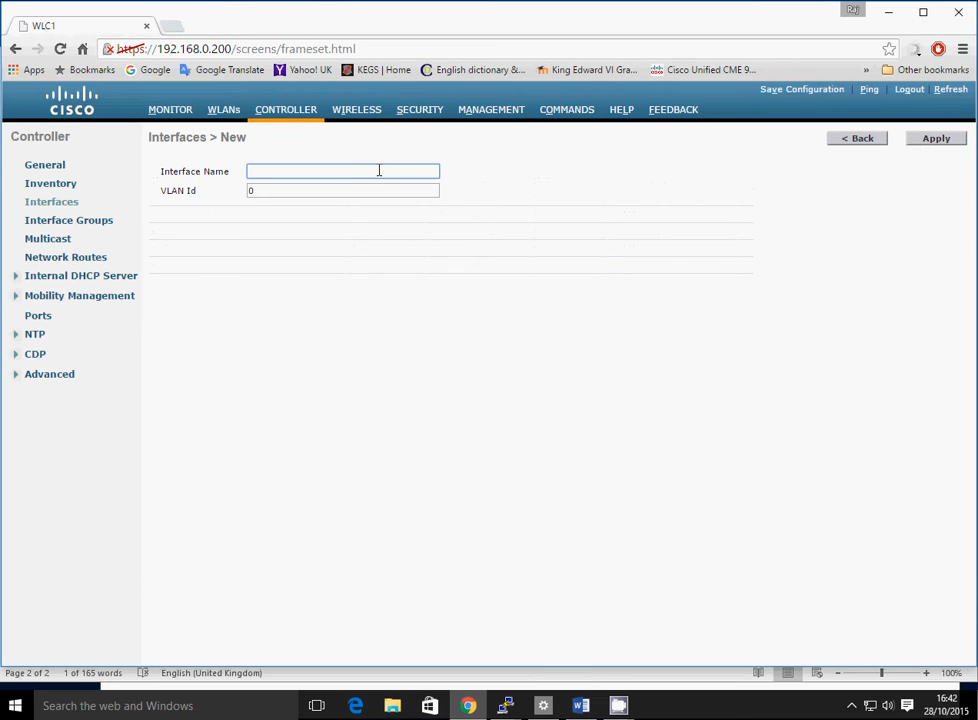 Raj
WLC1
https://192.168.0.200/screens/frameset.html
Apps Bookmarks Google Google Translate Yahoo! UK KEGS | Home English dictionary &... King Edward VI Gra... Cisco Unified CME 9... » Other bookmarks
Save Configuration Ping Logout Refresh
CISCO MONITOR WLANs CONTROLLER WIRELESS SECURITY MANAGEMENT COMMANDS HELP FEEDBACK
Controller
Interfaces > New
< Back Apply
General
Inventory
Interfaces
Interface Groups
Multicast
Network Routes
Internal DHCP Server
Mobility Management
Ports
NTP
CDP
Advanced
Interface Name
VLAN Id 0
Page 2 of 2 1 of 165 words English (United Kingdom) 100%
Search the web and Windows
16:42
28/10/2015